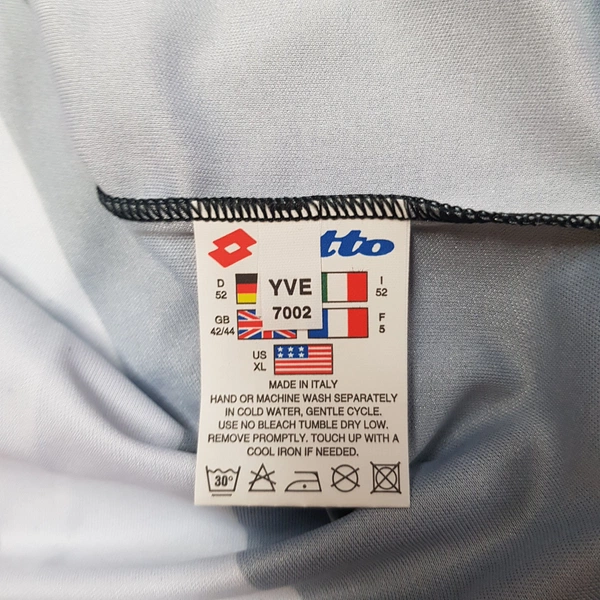 tto
D 52
YVE
I 52
GB 42/44
7002
F 5
US XL
MADE IN ITALY
HAND OR MACHINE WASH SEPARATELY
IN COLD WATER, GENTLE CYCLE.
USE NO BLEACH TUMBLE DRY LOW.
REMOVE PROMPTLY. TOUCH UP WITH A
COOL IRON IF NEEDED.
30°